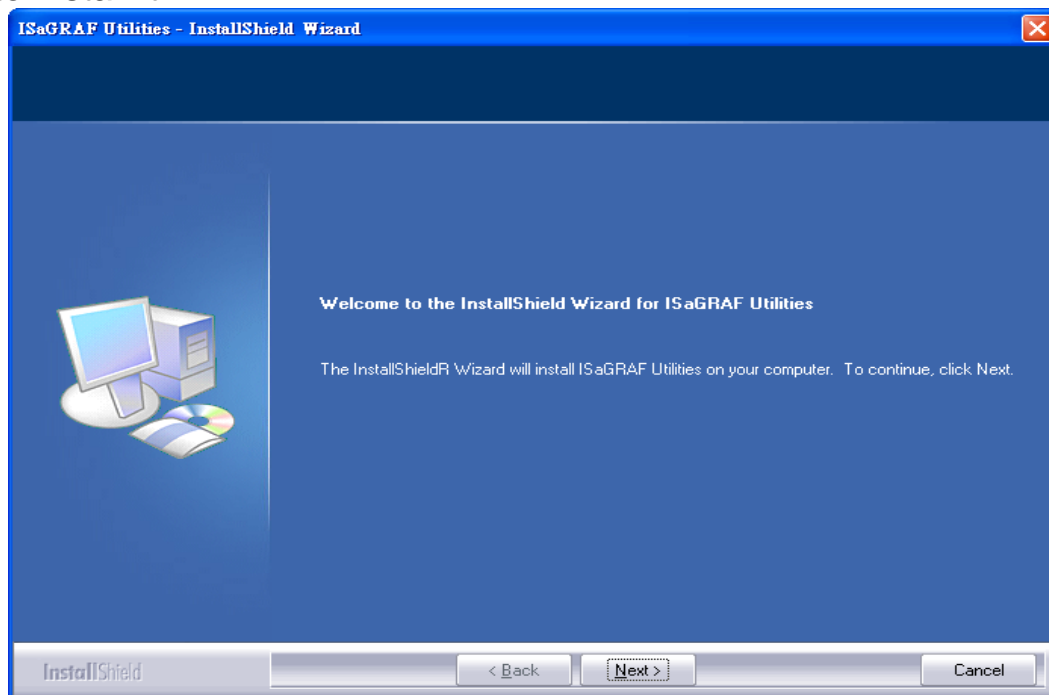 ISaGRAF Utilities - InstallShield Wizard
Welcome to the InstallShield Wizard for ISaGRAF Utilities
The InstallShieldR Wizard will install ISaGRAF Utilities on your computer. To continue, click Next.
InstallShield
< Back
Next >
Cancel